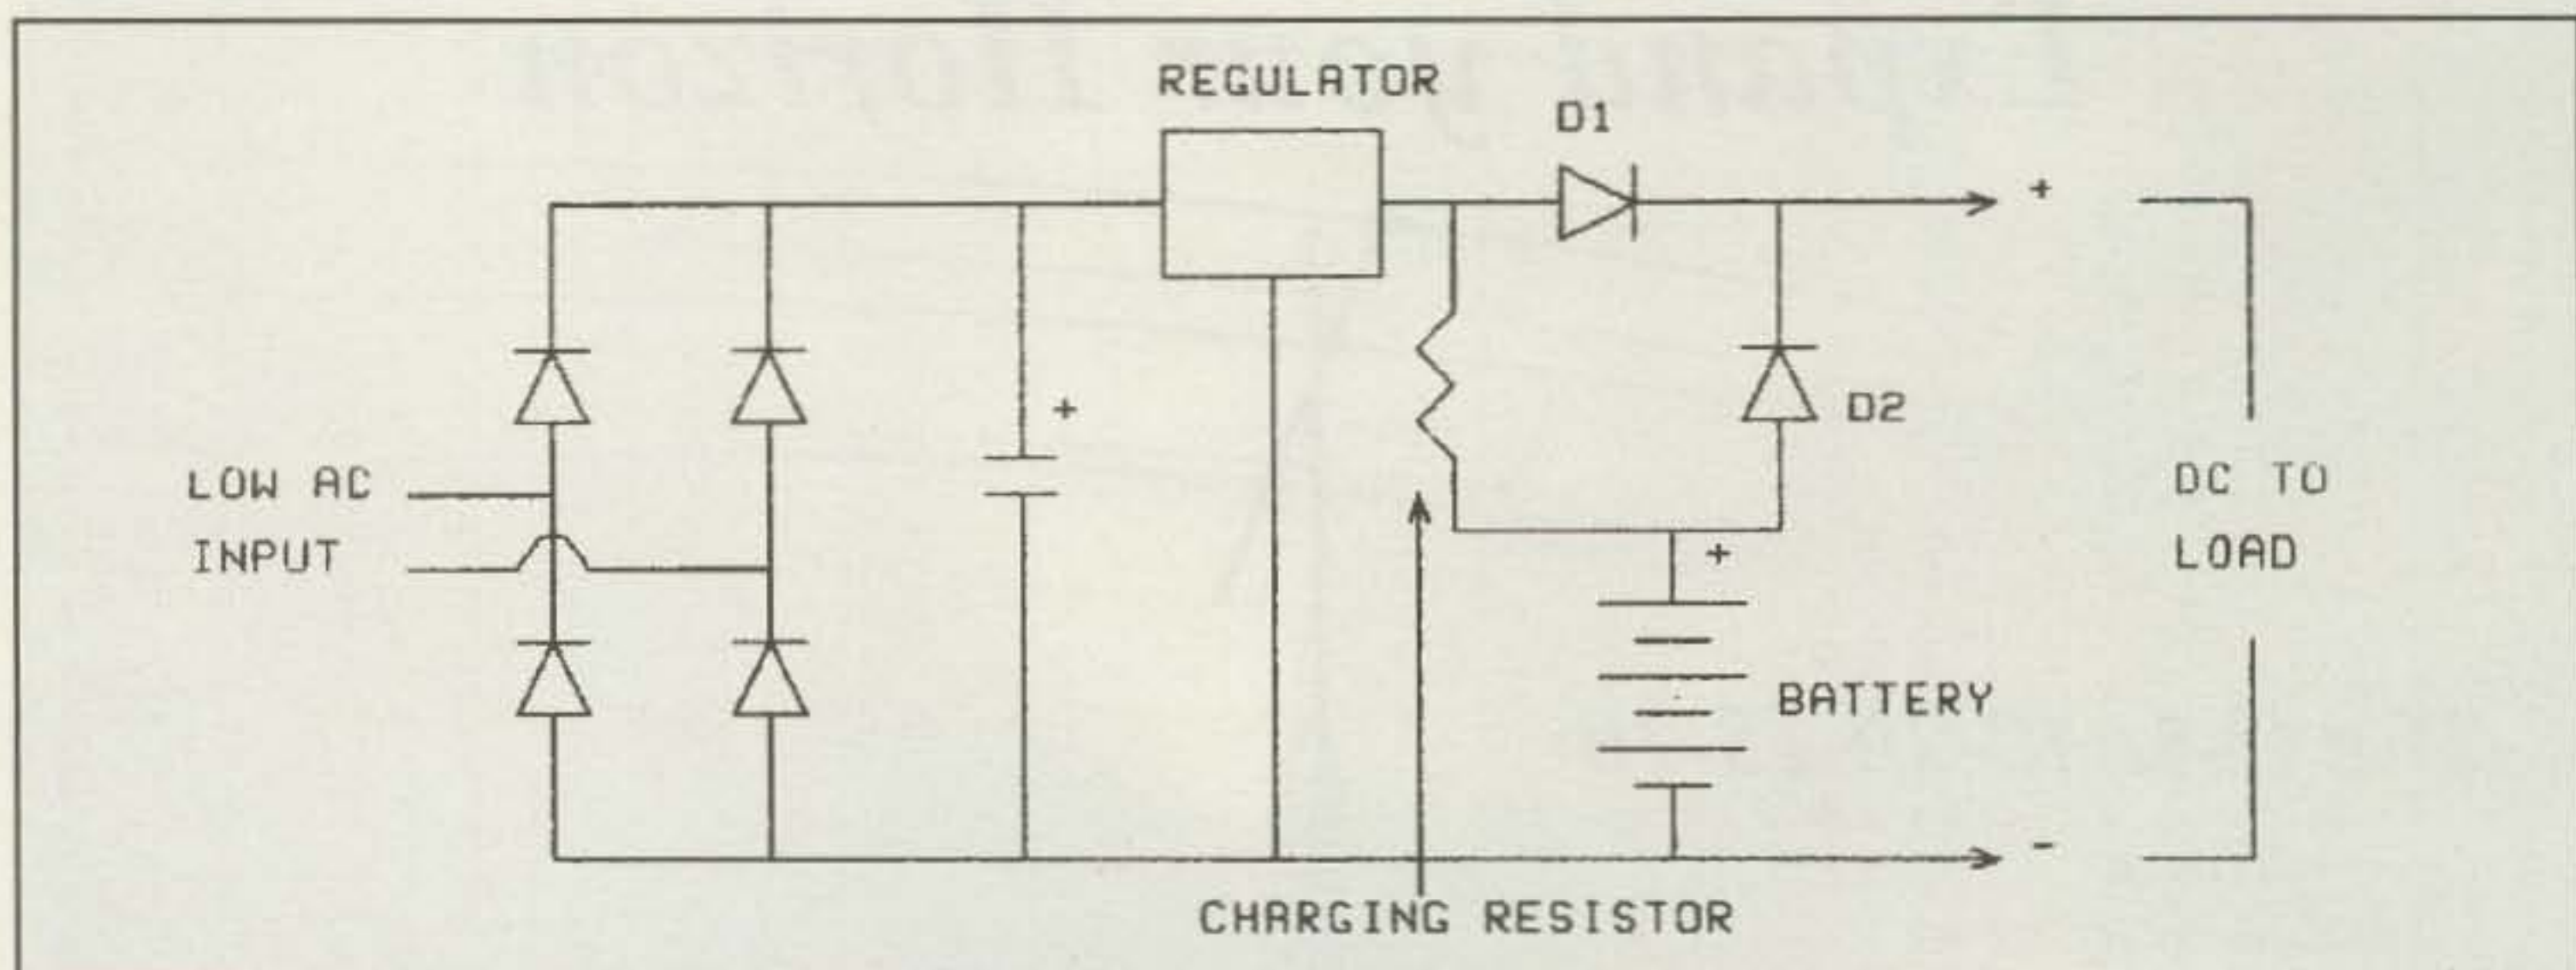 REGULATOR
D1
+
+
D2
LOW AC
INPUT
DC TO
LOAD
+
BATTERY
-
CHARGING RESISTOR